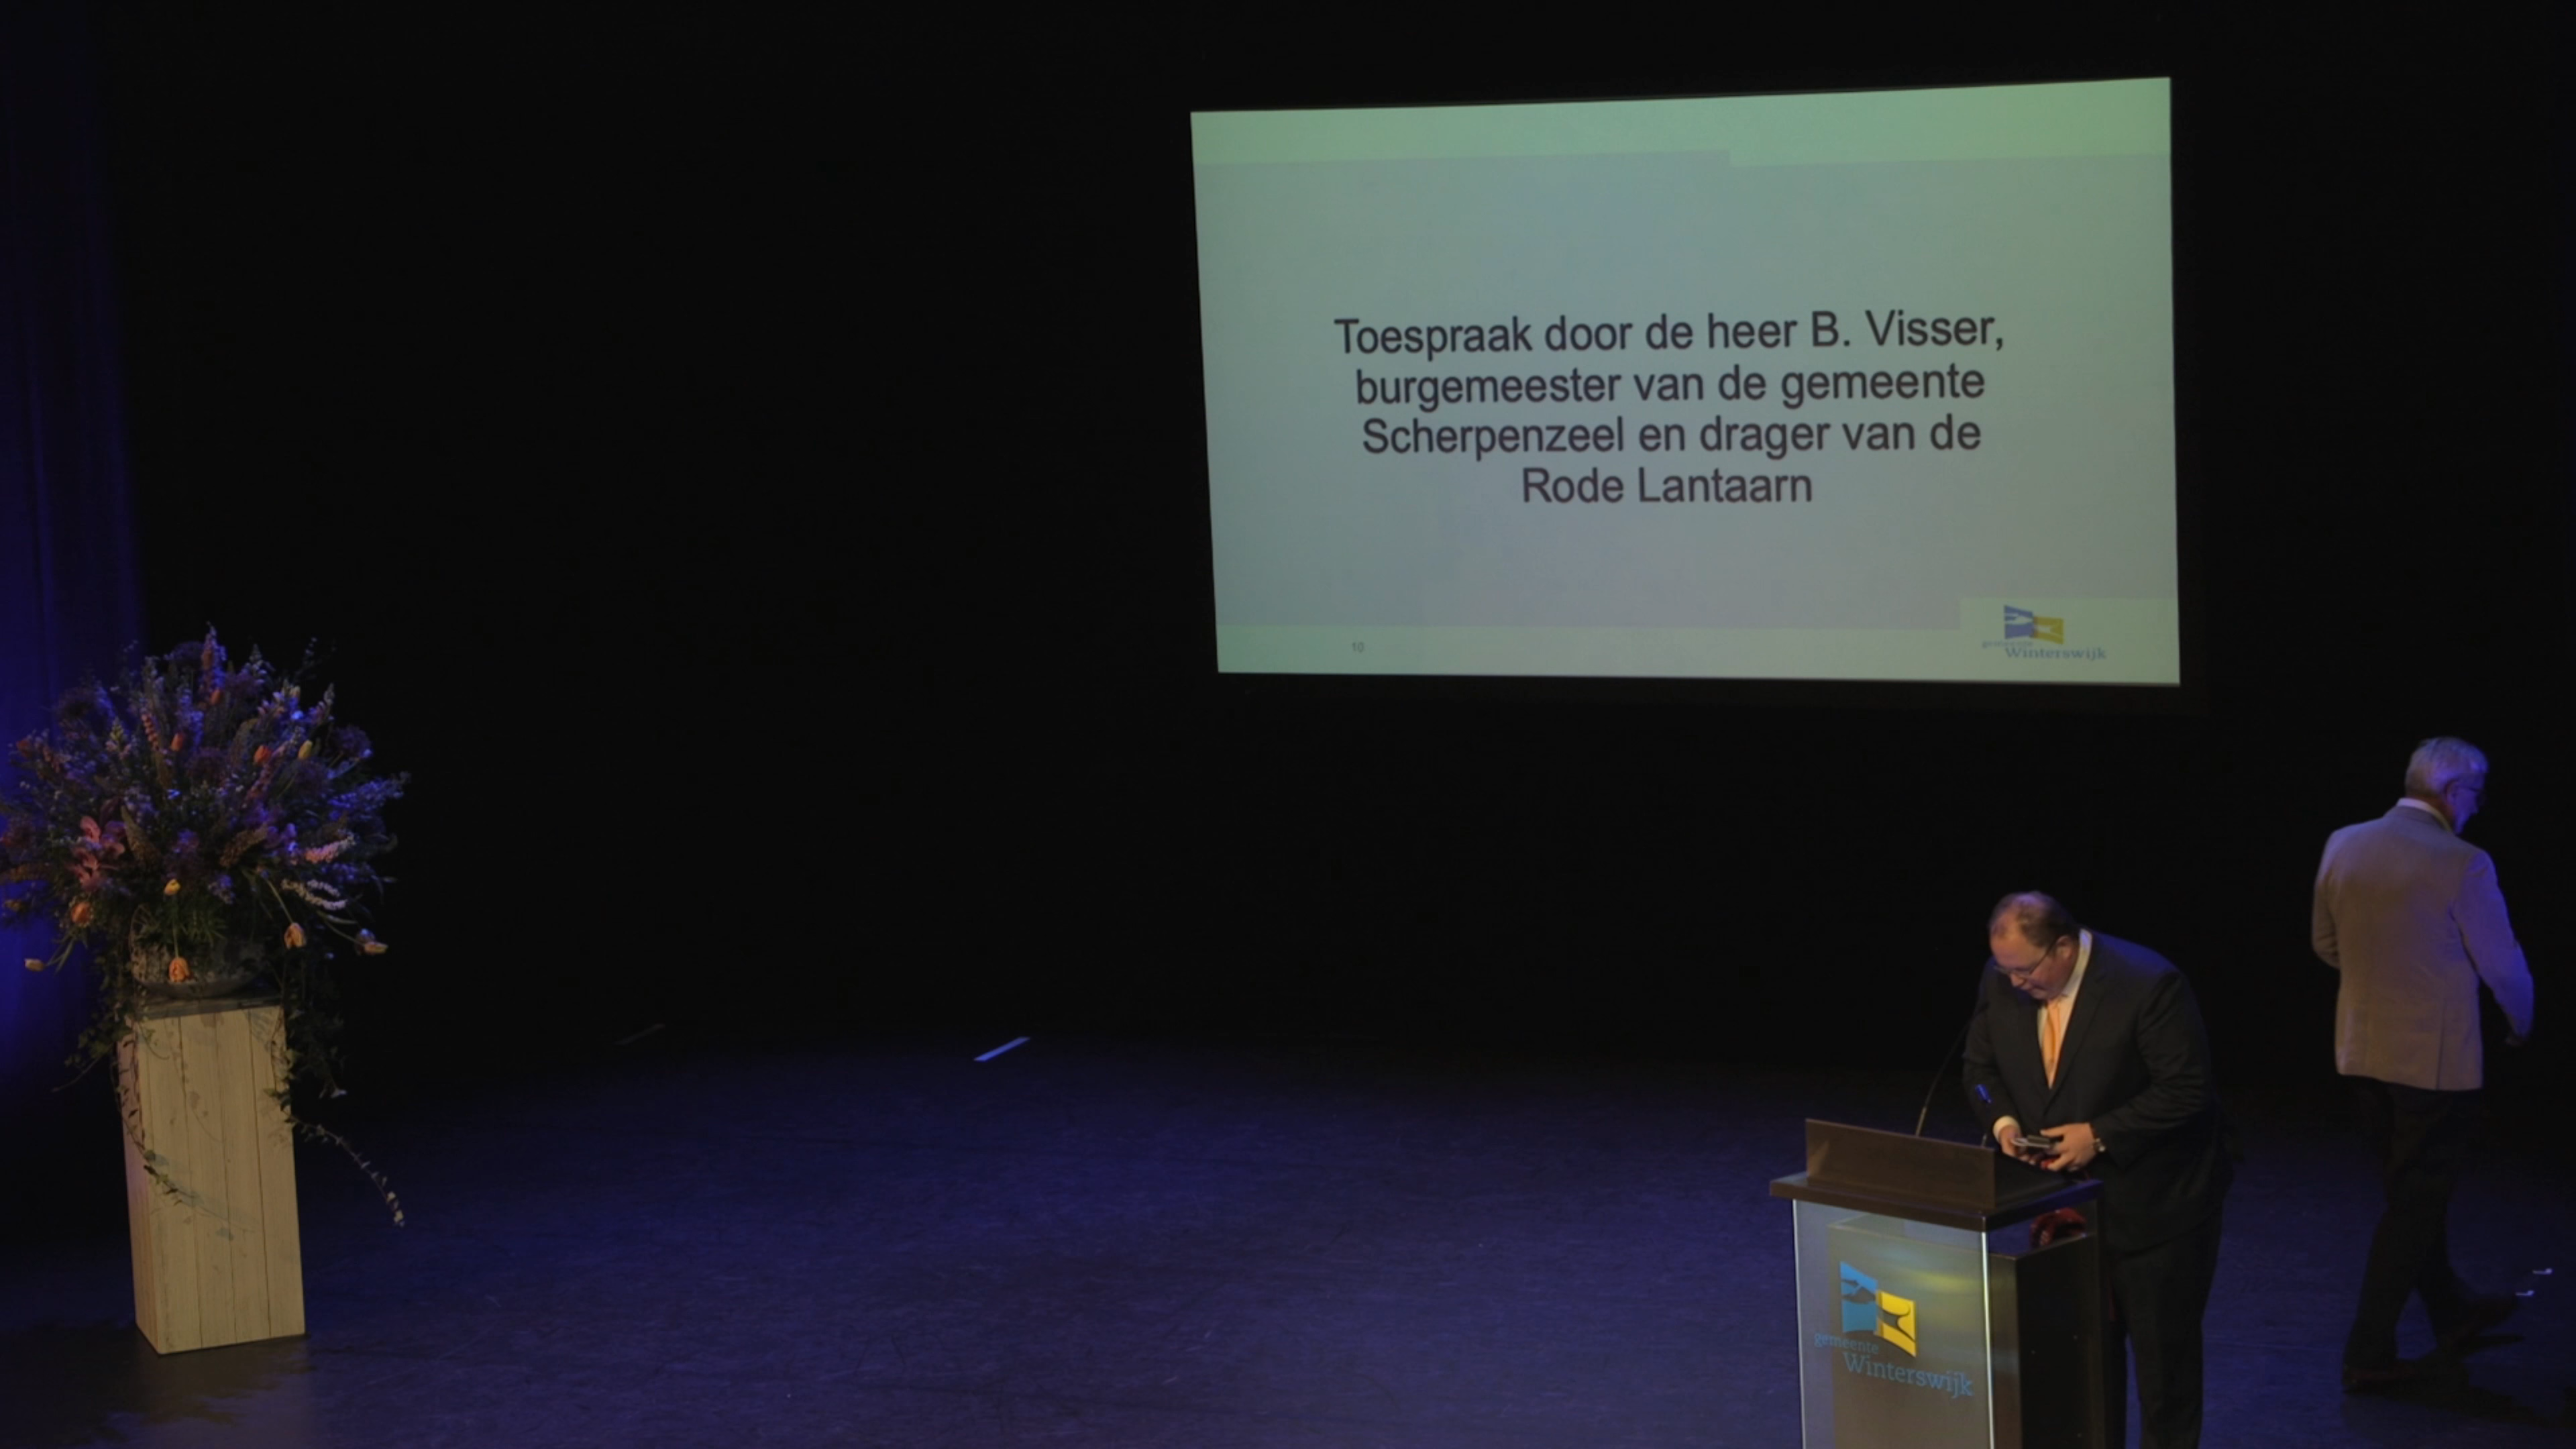 Toespraak door de heer B. Visser,
burgemeester van de gemeente
Scherpenzeel en drager van de
Rode Lantaarn
10
gemeente
Winterswijk
gemeente
Winterswijk